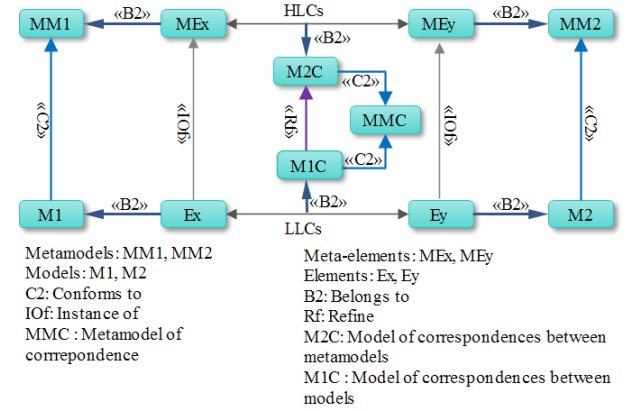 MM1 «B2» MEx HLCs MEy «B2» MM2
«B2»
M2C «C2»
«C2» «IOf» «Rf» MMC «IOf» «C2»
M1C «C2»
«B2»
M1 «B2» Ex LLCs Ey «B2» M2
Metamodels: MM1, MM2
Models: M1, M2
C2: Conforms to
IOf: Instance of
MMC : Metamodel of
corrrepondence
Meta-elements: MEx, MEy
Elements: Ex, Ey
B2: Belongs to
Rf: Refine
M2C: Model of correspondences between
metamodels
M1C : Model of correspondences between
models